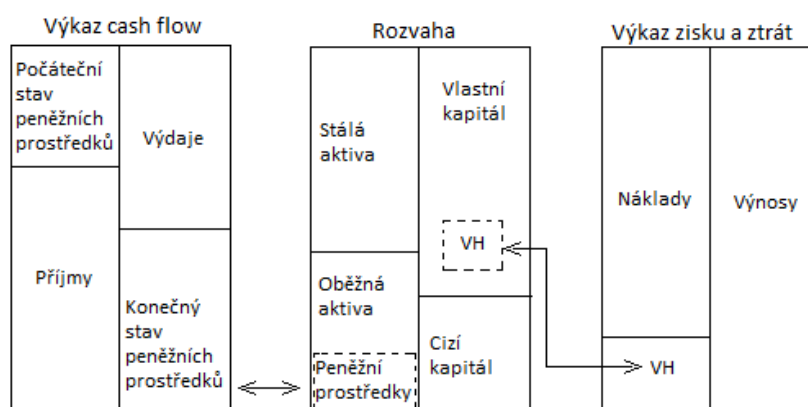 Výkaz cash flow
Rozvaha
Výkaz zisku a ztrát
Počáteční
stav
peněžních
prostředků
Výdaje
Příjmy
Konečný
stav
peněžních
prostředků
Stálá
aktiva
Vlastní
kapitál
VH
Oběžná
aktiva
Peněžní
prostředky
Cizí
kapitál
Náklady
Výnosy
VH